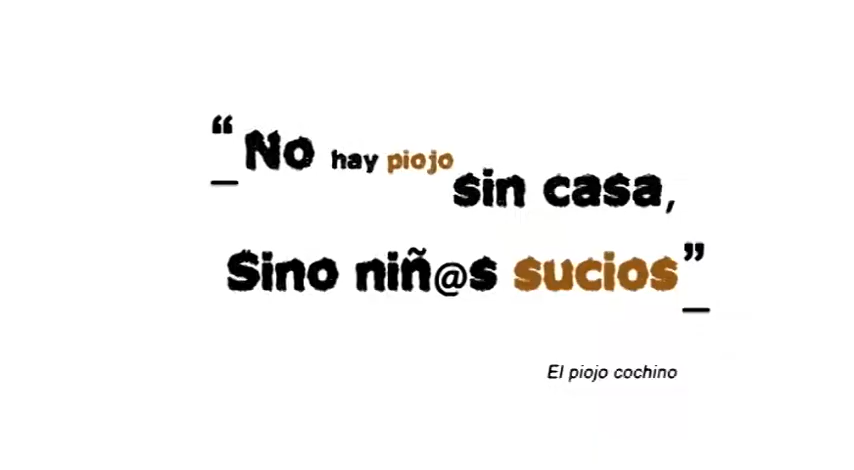 “No hay piojo
sin casa,
Sino niñ@s sucios”
El piojo cochino